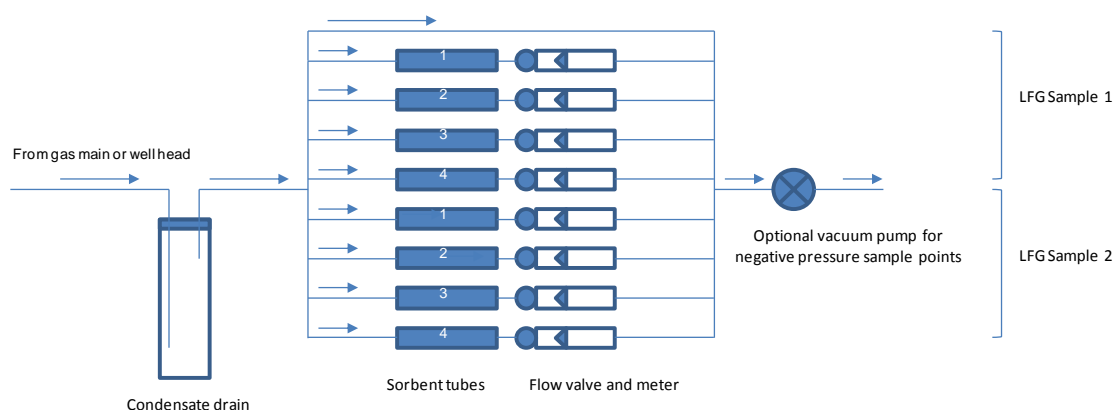 1
2
3
4
1
2
3
4
LFG Sample 1
From gas main or well head
Optional vacuum pump for
negative pressure sample points
LFG Sample 2
Sorbent tubes
Flow valve and meter
Condensate drain